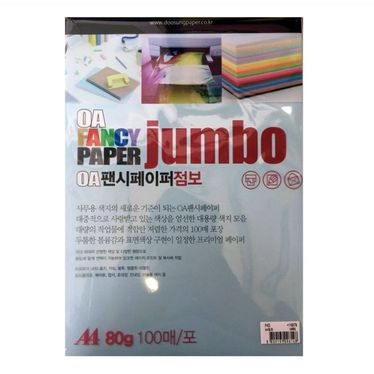 www.doosungpaper.co.kr
OA
FANCY
PAPER jumbo
OA팬시페이퍼점보
사무용 색지의 새로운 기준이 되는 OA팬시페이퍼
대중적으로 사랑받고 있는 색상을 엄선한 대용량 색지 모음
대량의 작업물에 적합한 저렴한 가격의 100매 포장
두툼한 볼륨감과 표면색상 구현이 일정한 프리미엄 페이퍼
A4 80g 100매/포